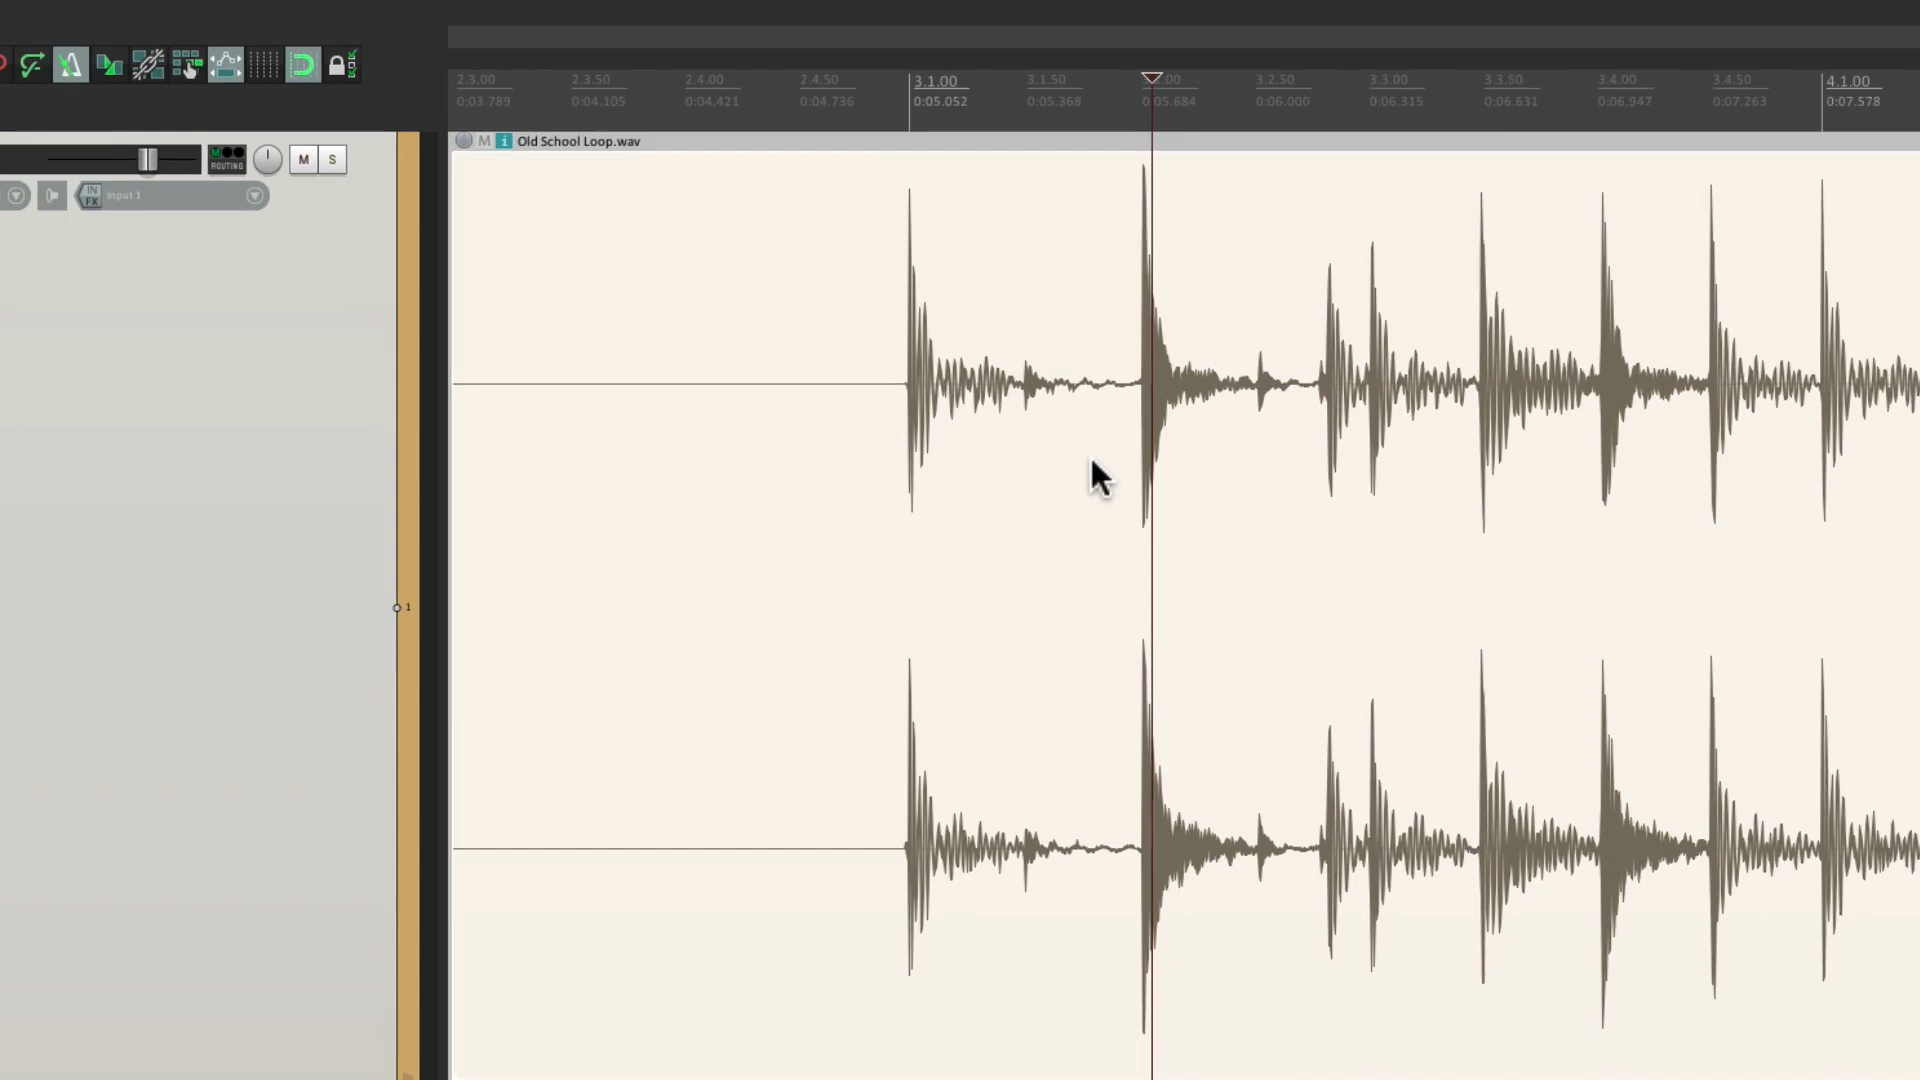 2.3.00 2.3.50 2.4.00 2.4.50 3.1.00 3.1.50 .00 3.2.50 3.3.00 3.3.50 3.4.00 3.4.50 4.1.00
0:03.789 0:04.105 0:04.421 0:04.736 0:05.052 0:05.368 0:05.684 0:06.000 0:06.315 0:06.631 0:06.947 0:07.263 0:07.578
M i Old School Loop.wav
M
ROUTING M S
IN FX Input 1
1